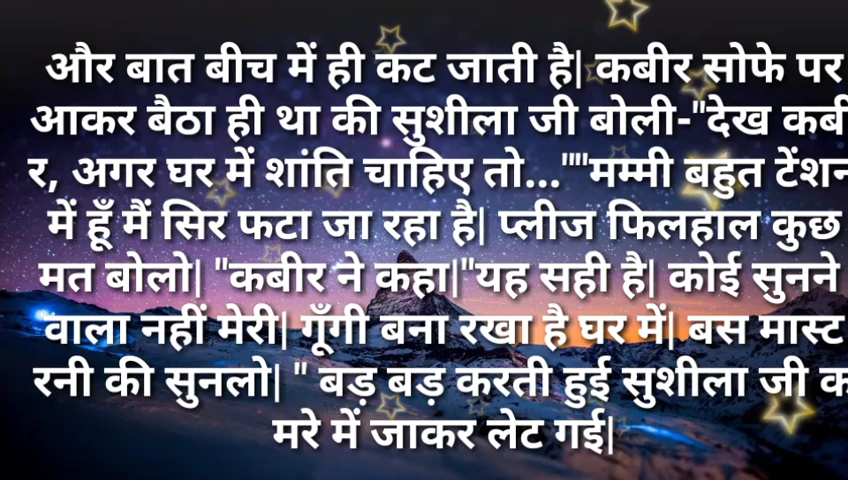 और बात बीच में ही कट जाती है| कबीर सोफे पर
आकर बैठा ही था की सुशीला जी बोली-"देख कबी
र, अगर घर में शांति चाहिए तो...""मम्मी बहुत टेंशन
में हूँ मैं सिर फटा जा रहा है| प्लीज फिलहाल कुछ
मत बोलो| "कबीर ने कहा|"यह सही है| कोई सुनने
वाला नहीं मेरी| गूँगी बना रखा है घर में| बस मास्ट
रनी की सुनलो| " बड़ बड़ करती हुई सुशीला जी क
मरे में जाकर लेट गई|